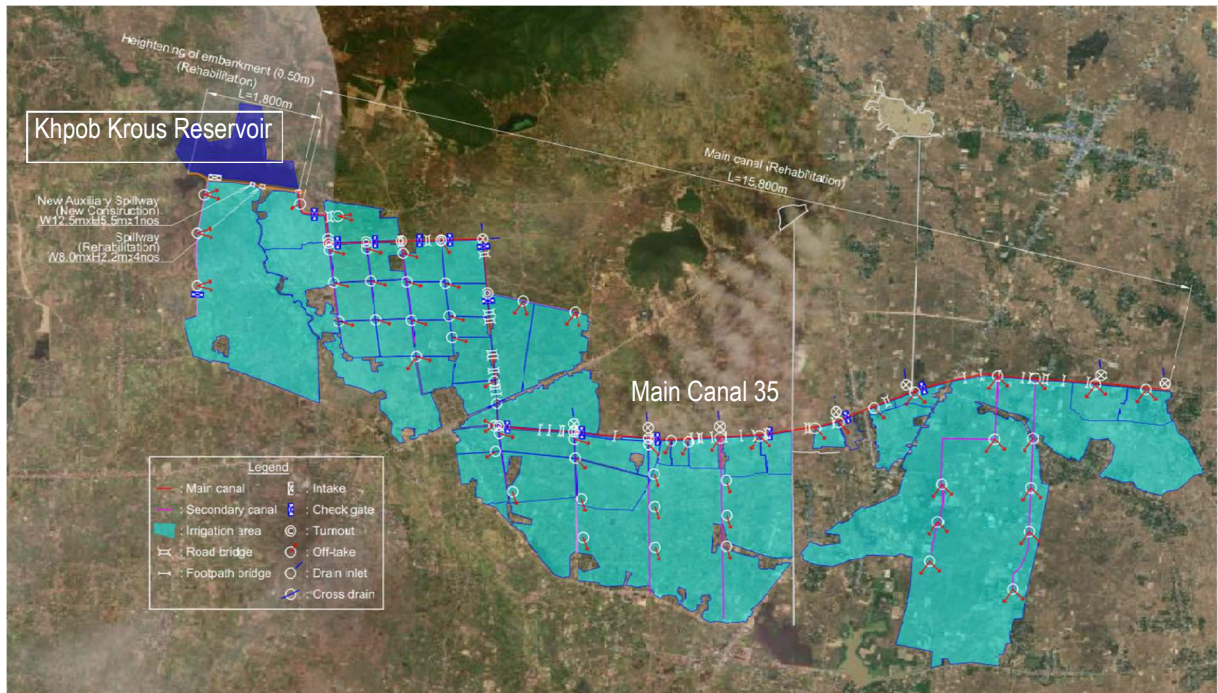 Heightening of embankment (0.50m)
(Rehabilitation)
L=1,800m
Khpob Krous Reservoir
Main canal (Rehabilitation)
L=15,800m
New Auxiliary Spillway
(New Construction)
W12.5mxH5.5mx1nos
Spillway
(Rehabilitation)
W8.0mxH2.2mx4nos
Main Canal 35
Legend
: Main canal
: Secondary canal
: Irrigation area
: Road bridge
: Footpath bridge
: Intake
: Check gate
: Turnout
: Off-take
: Drain inlet
: Cross drain